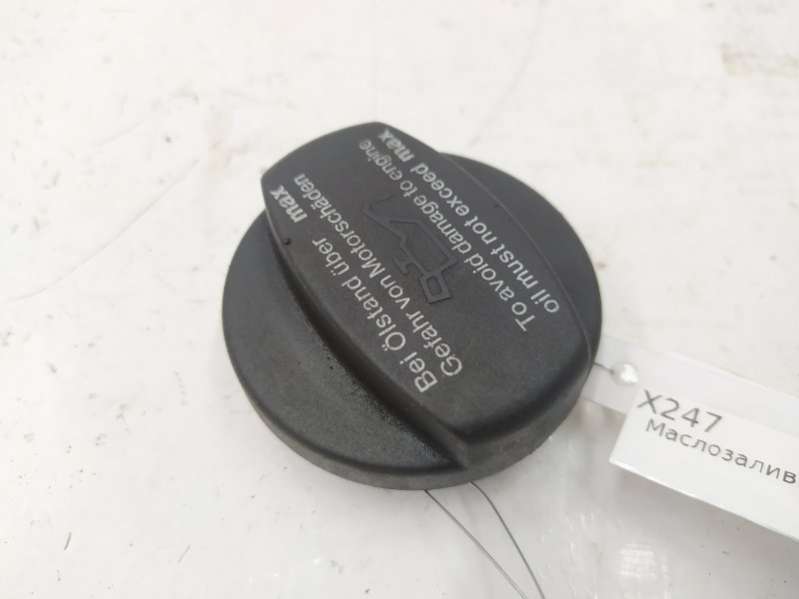 Bei Ölstand über max
Gefahr von Motorschäden
To avoid damage to engine
oil must not exceed max
X247
Маслозалив